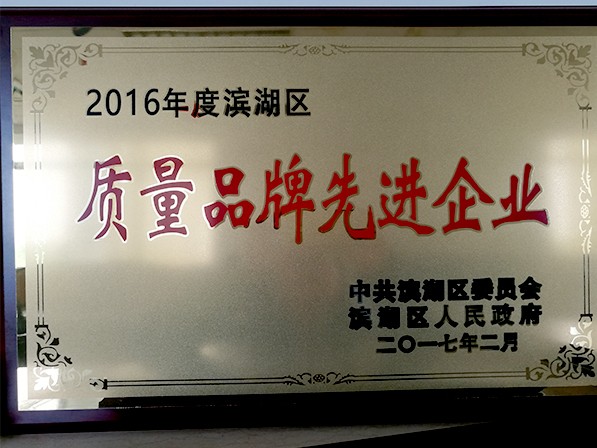 2016年度滨湖区
质量品牌先进企业
中共滨湖区委员会
滨湖区人民政府
二〇一七年二月